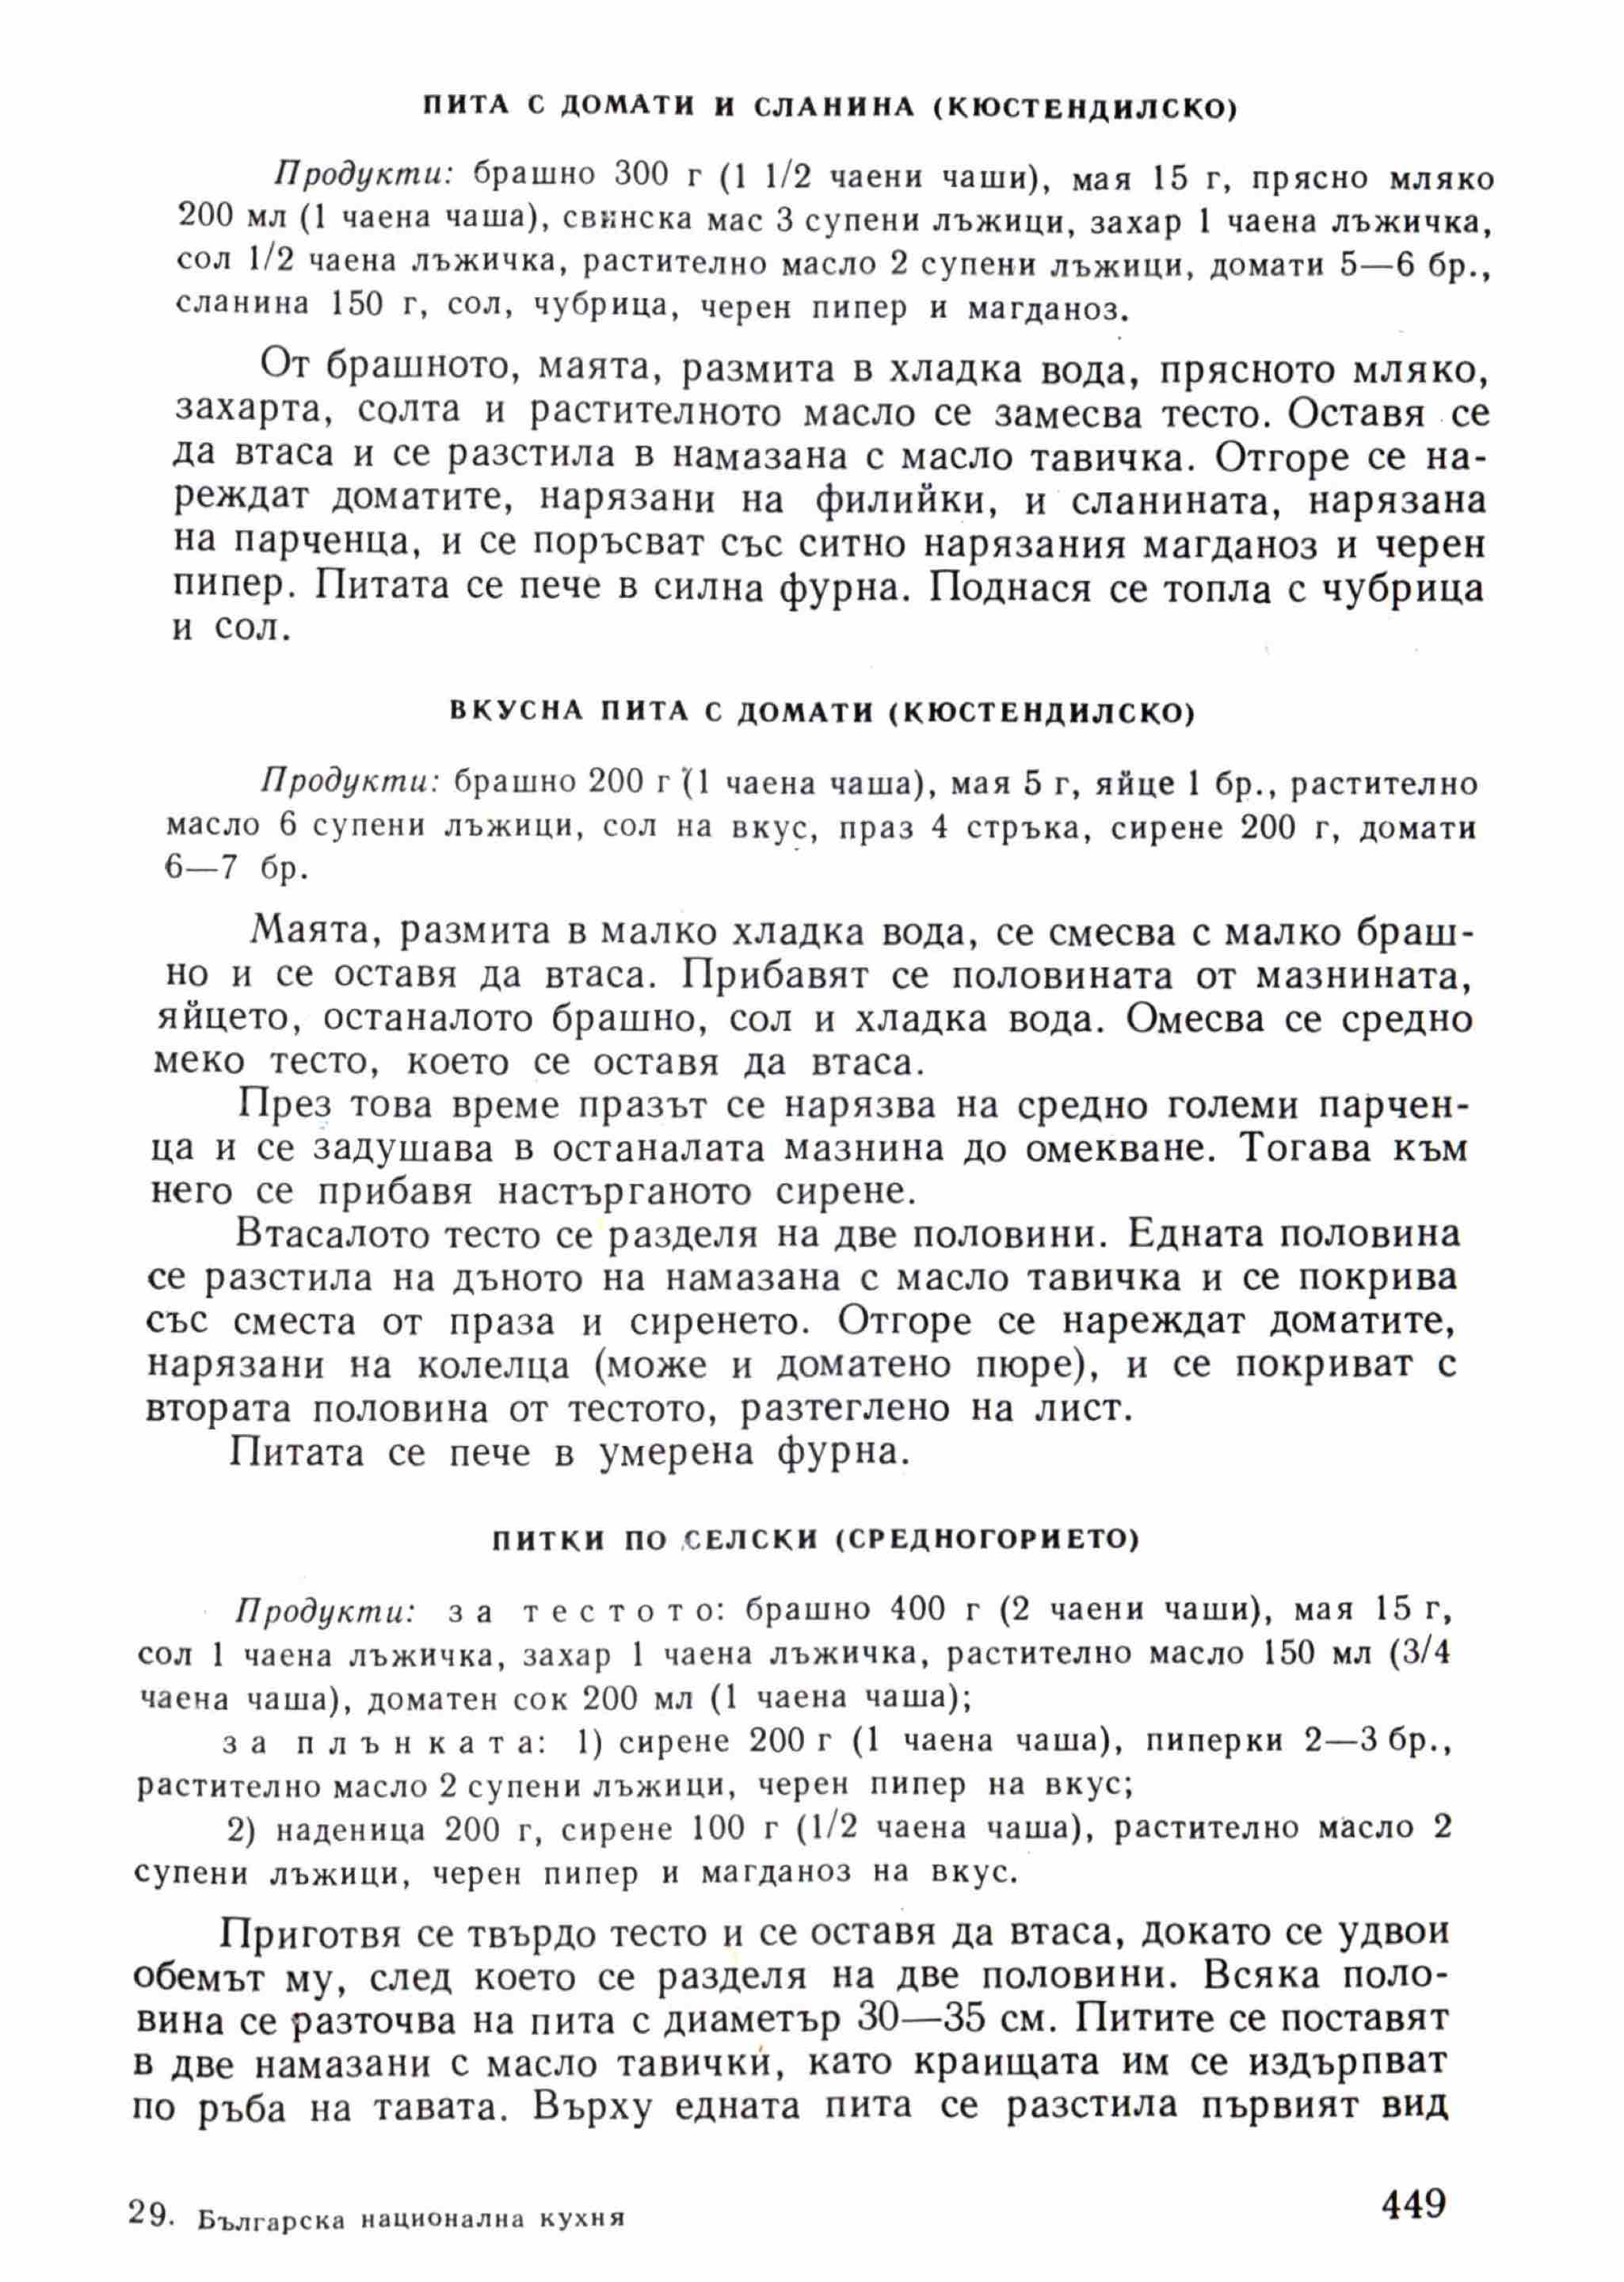 ПИТА С ДОМАТИ И СЛАНИНА (КЮСТЕНДИЛСКО)
Продукти: брашно 300 г (1 1/2 чаени чаши), мая 15 г, прясно мляко
200 мл (1 чаена чаша), свинска мас 3 супени лъжици, захар 1 чаена лъжичка,
сол 1/2 чаена лъжичка, растително масло 2 супени лъжици, домати 5—6 бр.,
сланина 150 г, сол, чубрица, черен пипер и магданоз.
От брашното, маята, размита в хладка вода, прясното мляко,
захарта, солта и растителното масло се замесва тесто. Оставя се
да втаса и се разстила в намазана с масло тавичка. Отгоре се на-
реждат доматите, нарязани на филийки, и сланината, нарязана
на парченца, и се поръсват със ситно нарязания магданоз и черен
пипер. Питата се пече в силна фурна. Поднася се топла с чубрица
и сол.
ВКУСНА ПИТА С ДОМАТИ (КЮСТЕНДИЛСКО)
Продукти: брашно 200 г (1 чаена чаша), мая 5 г, яйце 1 бр., растително
масло 6 супени лъжици, сол на вкус, праз 4 стръка, сирене 200 г, домати
6—7 бр.
Маята, размита в малко хладка вода, се смесва с малко браш-
но и се оставя да втаса. Прибавят се половината от мазнината,
яйцето, останалото брашно, сол и хладка вода. Омесва се средно
меко тесто, което се оставя да втаса.
През това време празът се нарязва на средно големи парчен-
ца и се задушава в останалата мазнина до омекване. Тогава към
него се прибавя настърганото сирене.
Втасалото тесто се разделя на две половини. Едната половина
се разстила на дъното на намазана с масло тавичка и се покрива
със сместа от праза и сиренето. Отгоре се нареждат доматите,
нарязани на колелца (може и доматено пюре), и се покриват с
втората половина от тестото, разтеглено на лист.
Питата се пече в умерена фурна.
ПИТКИ ПО СЕЛСКИ (СРЕДНОГОРИЕТО)
Продукти: за тестото: брашно 400 г (2 чаени чаши), мая 15 г,
сол 1 чаена лъжичка, захар 1 чаена лъжичка, растително масло 150 мл (3/4
чаена чаша), доматен сок 200 мл (1 чаена чаша);
за плънката: 1) сирене 200 г (1 чаена чаша), пиперки 2—3 бр.,
растително масло 2 супени лъжици, черен пипер на вкус;
2) наденица 200 г, сирене 100 г (1/2 чаена чаша), растително масло 2
супени лъжици, черен пипер и магданоз на вкус.
Приготвя се твърдо тесто и се оставя да втаса, докато се удвои
обемът му, след което се разделя на две половини. Всяка поло-
вина се разточва на пита с диаметър 30—35 см. Питите се поставят
в две намазани с масло тавички, като краищата им се издърпват
по ръба на тавата. Върху едната пита се разстила първият вид
29. Българска национална кухня
449